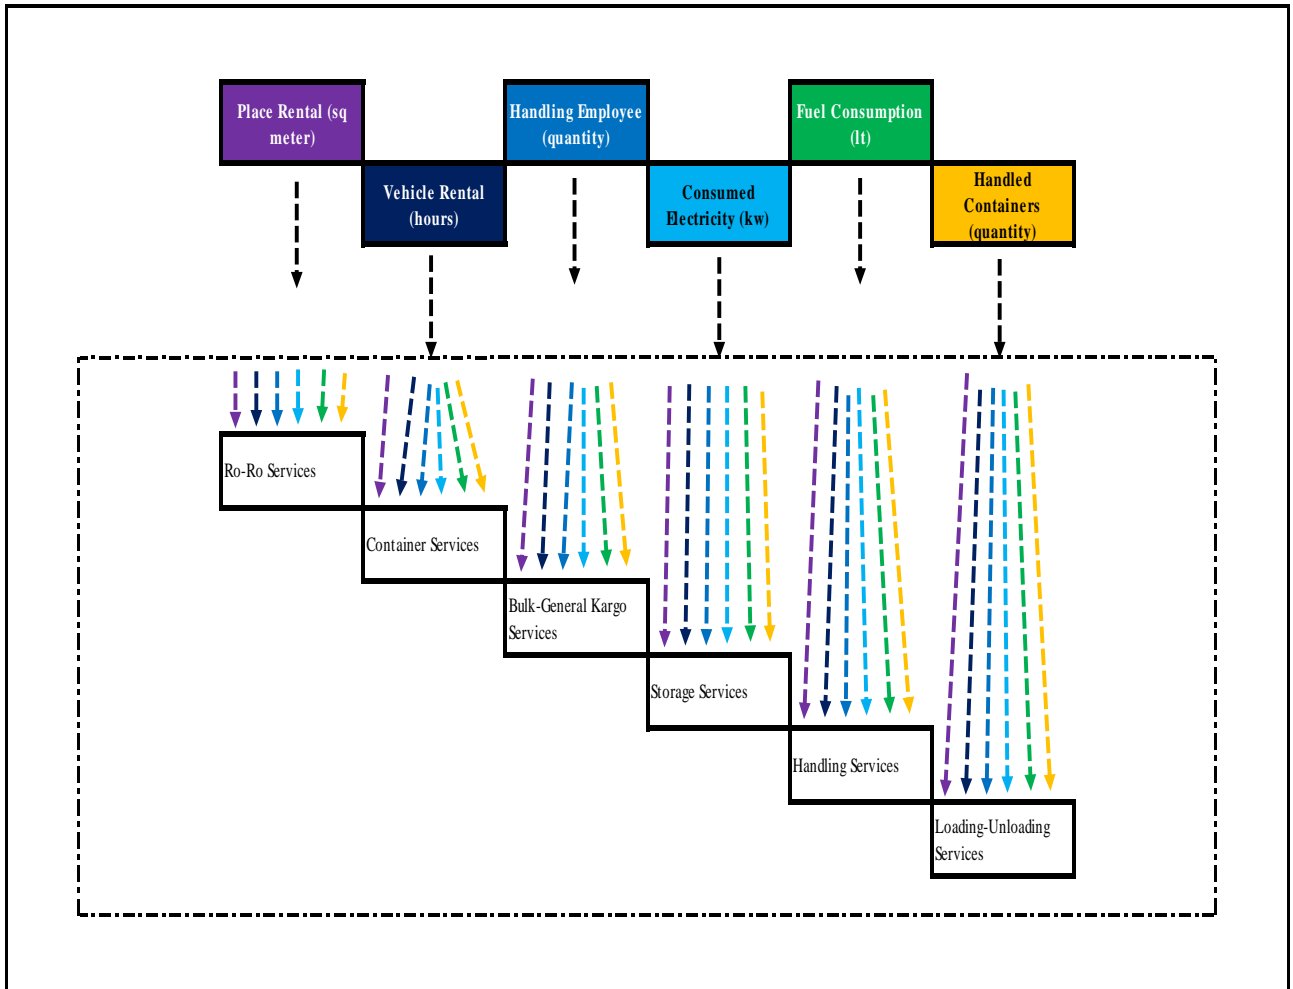 Place Rental (sq
meter)
Handling Employee
(quantity)
Fuel Consumption
(lt)
Vehicle Rental
(hours)
Consumed
Electricity (kw)
Handled
Containers
(quantity)
Ro-Ro Services
Container Services
Bulk-General Kargo
Services
Storage Services
Handling Services
Loading-Unloading
Services